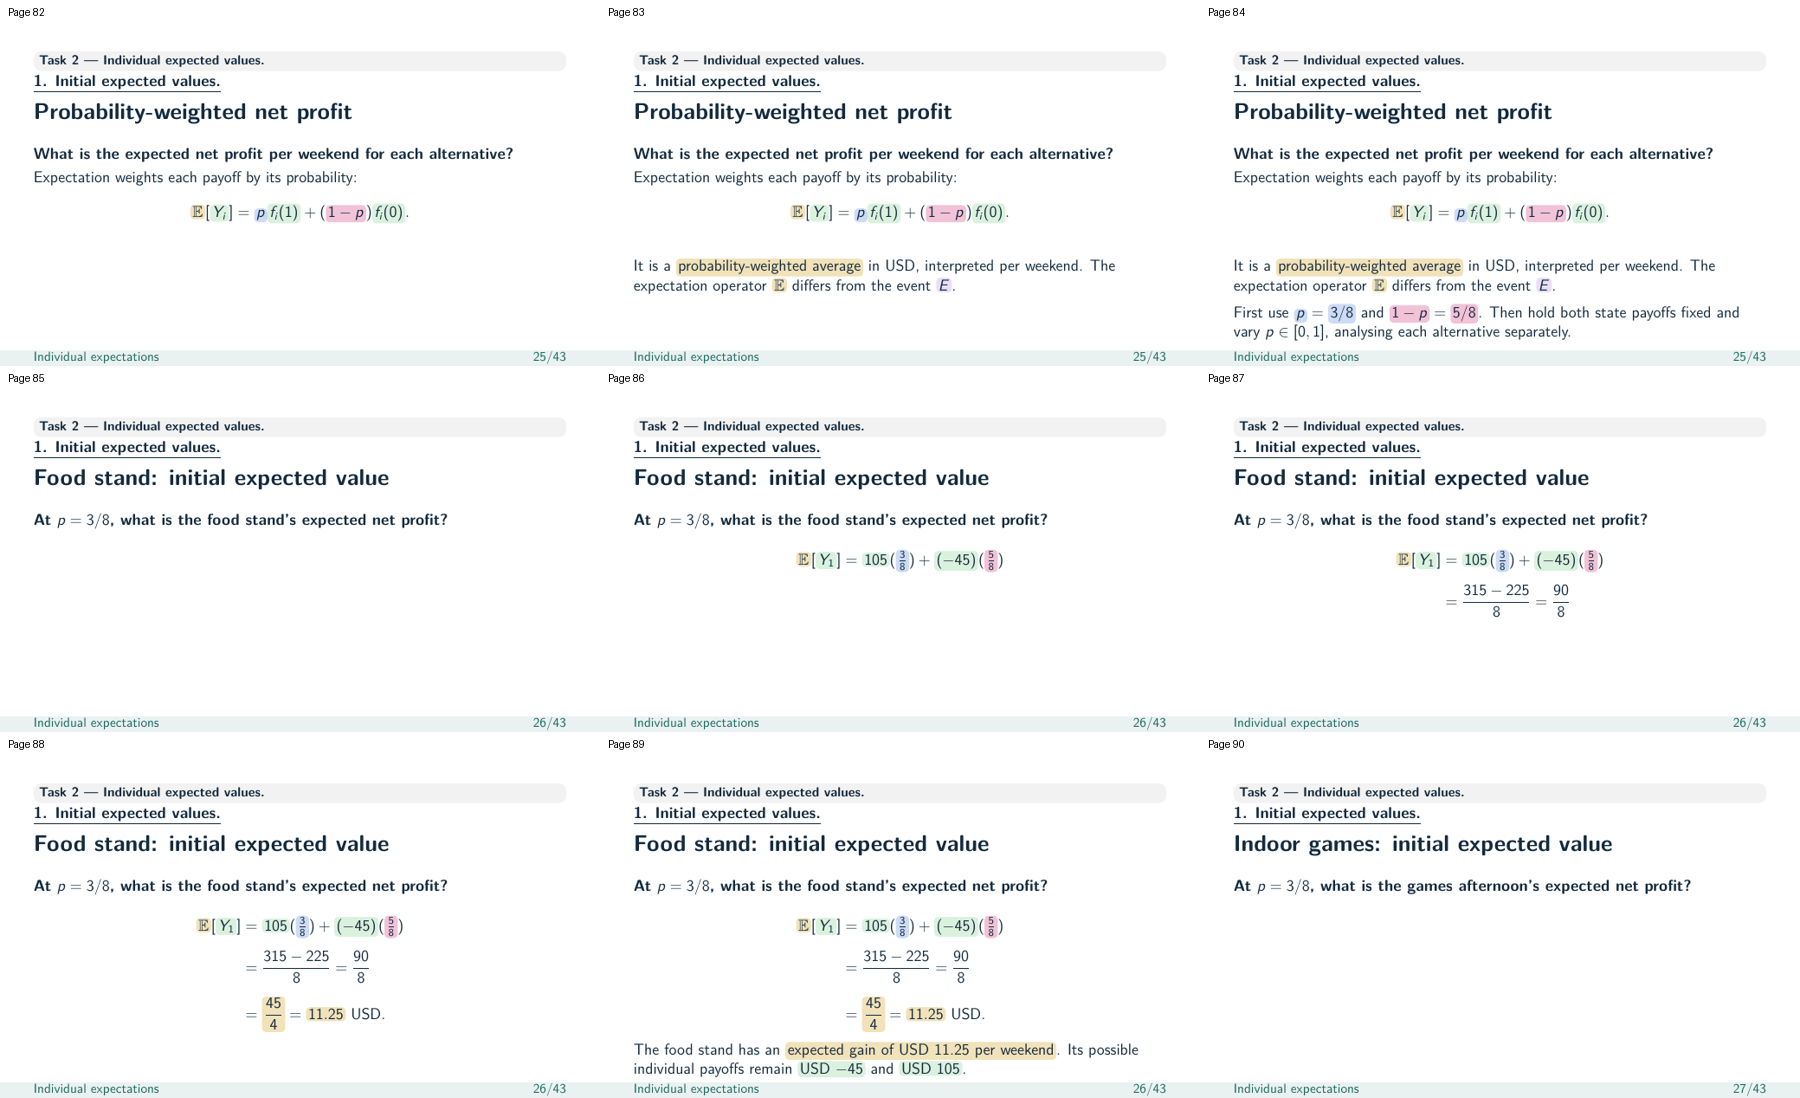 Page 82
Task 2 — Individual expected values.
1. Initial expected values.
Probability-weighted net profit
What is the expected net profit per weekend for each alternative?
Expectation weights each payoff by its probability:
𝔼[Yᵢ] = p fᵢ(1) + (1 − p)fᵢ(0).
Individual expectations 25/43
Page 83
Task 2 — Individual expected values.
1. Initial expected values.
Probability-weighted net profit
What is the expected net profit per weekend for each alternative?
Expectation weights each payoff by its probability:
𝔼[Yᵢ] = p fᵢ(1) + (1 − p)fᵢ(0).
It is a probability-weighted average in USD, interpreted per weekend. The
expectation operator 𝔼 differs from the event E.
Individual expectations 25/43
Page 84
Task 2 — Individual expected values.
1. Initial expected values.
Probability-weighted net profit
What is the expected net profit per weekend for each alternative?
Expectation weights each payoff by its probability:
𝔼[Yᵢ] = p fᵢ(1) + (1 − p)fᵢ(0).
It is a probability-weighted average in USD, interpreted per weekend. The
expectation operator 𝔼 differs from the event E.
First use p = 3/8 and 1 − p = 5/8. Then hold both state payoffs fixed and
vary p ∈ [0, 1], analysing each alternative separately.
Individual expectations 25/43
Page 85
Task 2 — Individual expected values.
1. Initial expected values.
Food stand: initial expected value
At p = 3/8, what is the food stand's expected net profit?
Individual expectations 26/43
Page 86
Task 2 — Individual expected values.
1. Initial expected values.
Food stand: initial expected value
At p = 3/8, what is the food stand's expected net profit?
𝔼[Y₁] = 105(3/8) + (−45)(5/8)
Individual expectations 26/43
Page 87
Task 2 — Individual expected values.
1. Initial expected values.
Food stand: initial expected value
At p = 3/8, what is the food stand's expected net profit?
𝔼[Y₁] = 105(3/8) + (−45)(5/8)
= (315 − 225)/8 = 90/8
Individual expectations 26/43
Page 88
Task 2 — Individual expected values.
1. Initial expected values.
Food stand: initial expected value
At p = 3/8, what is the food stand's expected net profit?
𝔼[Y₁] = 105(3/8) + (−45)(5/8)
= (315 − 225)/8 = 90/8
= 45/4 = 11.25 USD.
Individual expectations 26/43
Page 89
Task 2 — Individual expected values.
1. Initial expected values.
Food stand: initial expected value
At p = 3/8, what is the food stand's expected net profit?
𝔼[Y₁] = 105(3/8) + (−45)(5/8)
= (315 − 225)/8 = 90/8
= 45/4 = 11.25 USD.
The food stand has an expected gain of USD 11.25 per weekend. Its possible
individual payoffs remain USD −45 and USD 105.
Individual expectations 26/43
Page 90
Task 2 — Individual expected values.
1. Initial expected values.
Indoor games: initial expected value
At p = 3/8, what is the games afternoon's expected net profit?
Individual expectations 27/43